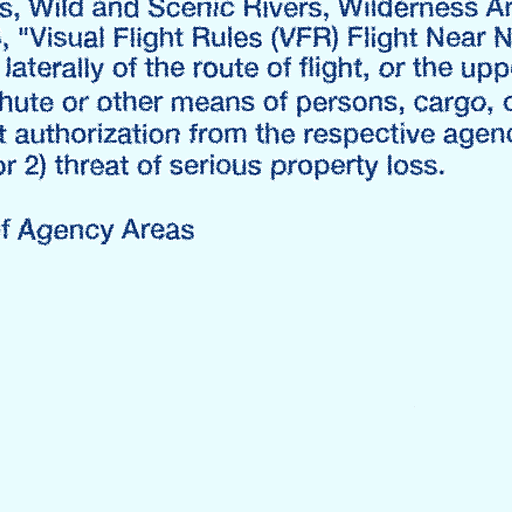 s, Wild and Scenic Rivers, Wilderness Ar
, "Visual Flight Rules (VFR) Flight Near N
laterally of the route of flight, or the upp
hute or other means of persons, cargo, o
t authorization from the respective agenc
or 2) threat of serious property loss.
f Agency Areas